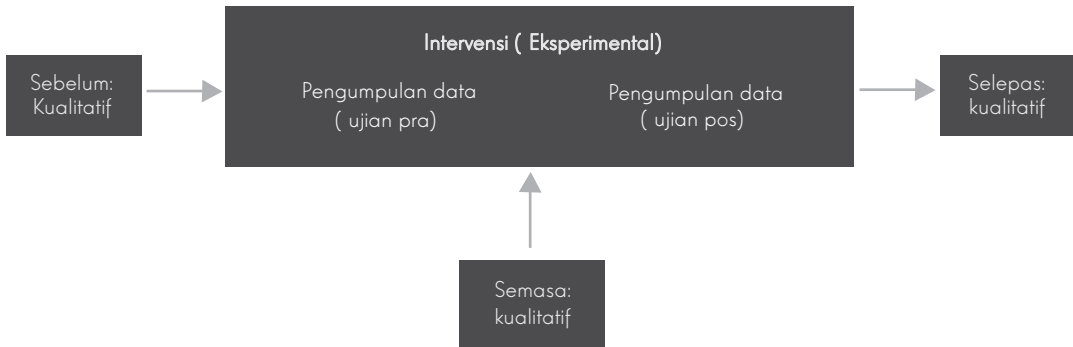 Intervensi ( Eksperimental)
Sebelum:
Kualitatif
Pengumpulan data
( ujian pra)
Pengumpulan data
( ujian pos)
Selepas:
kualitatif
Semasa:
kualitatif